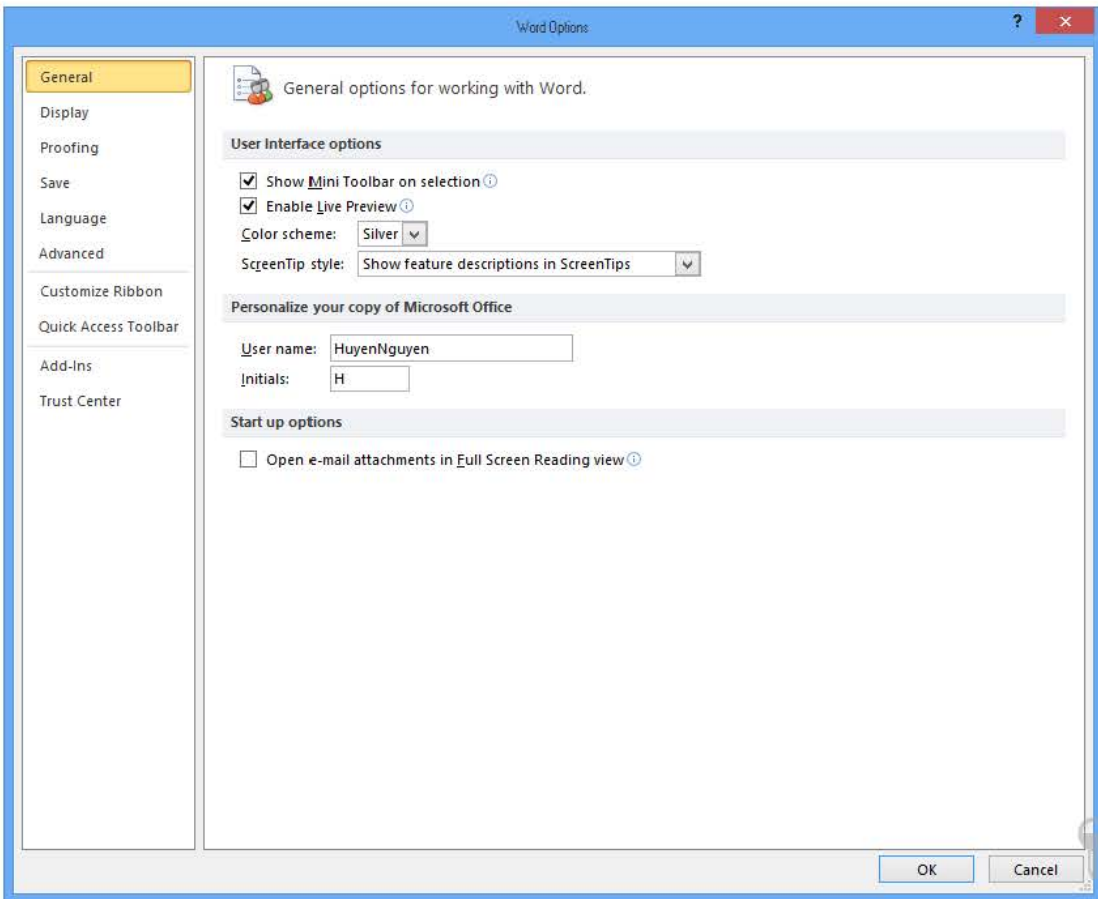 Word Options
?
General
Display
Proofing
Save
Language
Advanced
Customize Ribbon
Quick Access Toolbar
Add-Ins
Trust Center
General options for working with Word.
User Interface options
Show Mini Toolbar on selection
Enable Live Preview
Color scheme: Silver
ScreenTip style: Show feature descriptions in ScreenTips
Personalize your copy of Microsoft Office
User name: HuyenNguyen
Initials: H
Start up options
Open e-mail attachments in Full Screen Reading view
OK Cancel